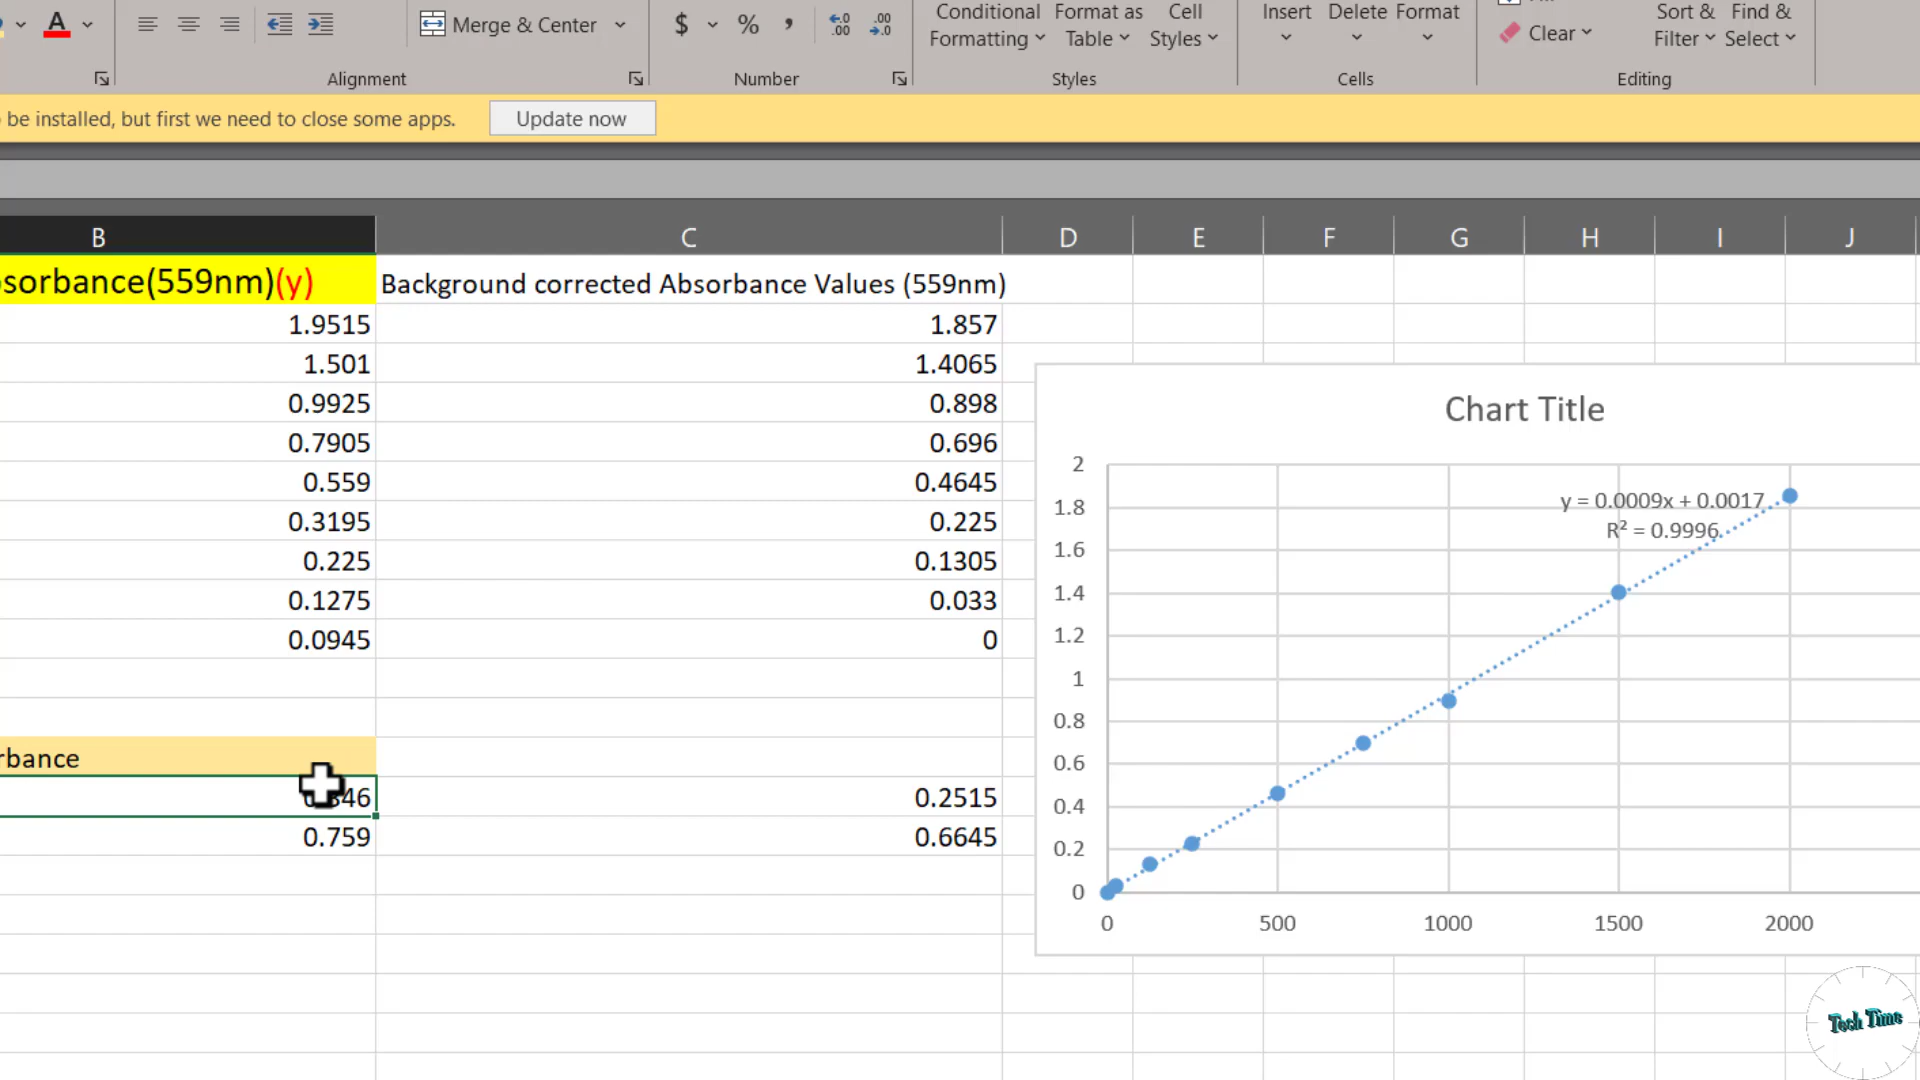 Merge & Center
$ % ,
Conditional Formatting
Format as Table
Cell Styles
Insert
Delete
Format
Clear
Sort & Filter
Find & Select
Alignment
Number
Styles
Cells
Editing
be installed, but first we need to close some apps.
Update now
B C D E F G H I J
sorbance(559nm)(y)
Background corrected Absorbance Values (559nm)
1.9515 1.857
1.501 1.4065
0.9925 0.898
0.7905 0.696
0.559 0.4645
0.3195 0.225
0.225 0.1305
0.1275 0.033
0.0945 0
rbance
46 0.2515
0.759 0.6645
Chart Title
y = 0.0009x + 0.0017
R² = 0.9996
2
1.8
1.6
1.4
1.2
1
0.8
0.6
0.4
0.2
0
0 500 1000 1500 2000
Tech Time